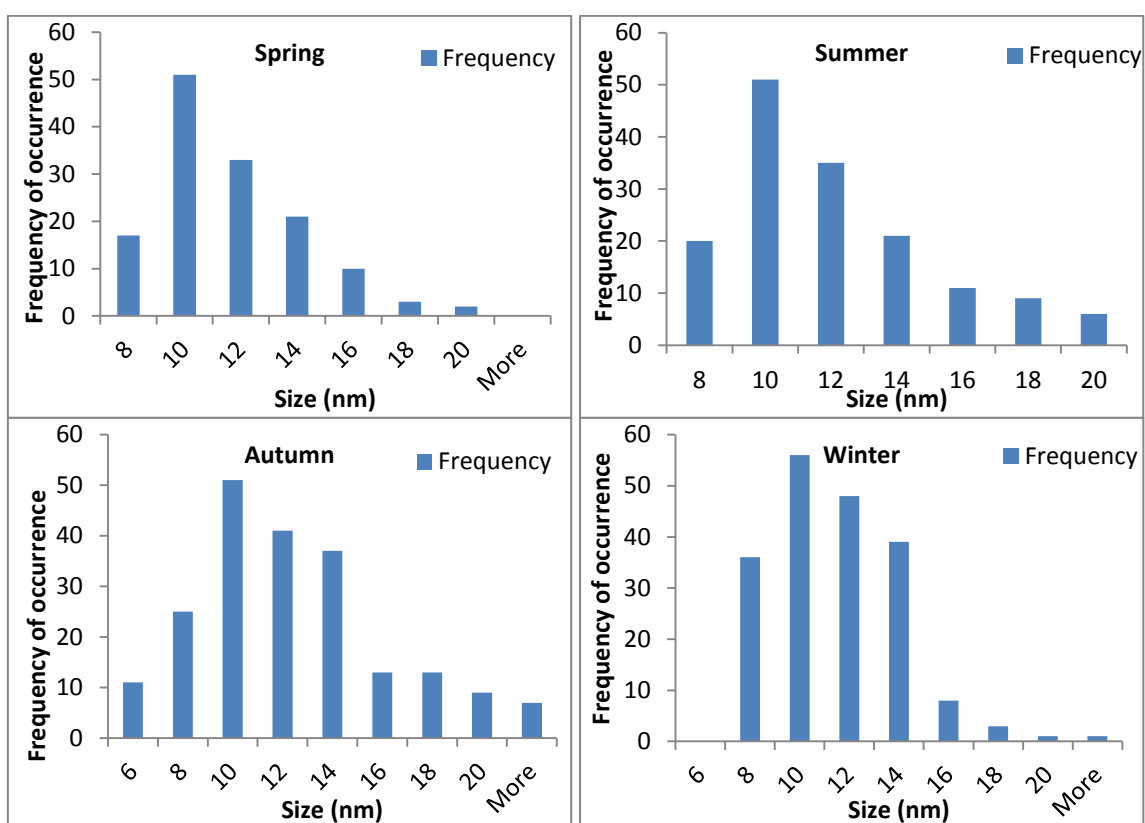 Spring
Frequency
Frequency of occurrence
60
50
40
30
20
10
0
8 10 12 14 16 18 20 More
Size (nm)
Summer
Frequency
Frequency of occurrence
60
50
40
30
20
10
0
8 10 12 14 16 18 20
Size (nm)
Autumn
Frequency
Frequency of occurrence
60
50
40
30
20
10
0
6 8 10 12 14 16 18 20 More
Size (nm)
Winter
Frequency
Frequency of occurrence
60
50
40
30
20
10
0
6 8 10 12 14 16 18 20 More
Size (nm)